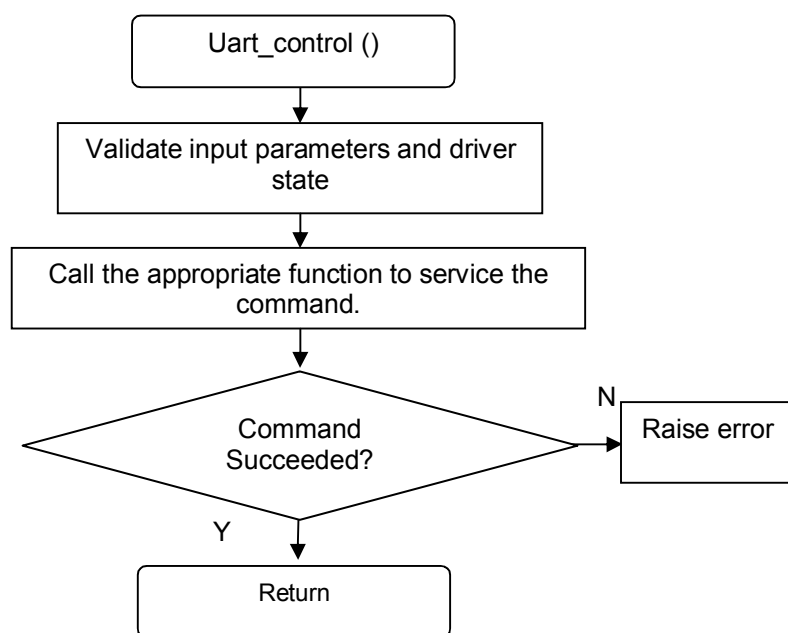 Uart_control ()
Validate input parameters and driver
state
Call the appropriate function to service the
command.
Command
Succeeded?
N
Raise error
Y
Return